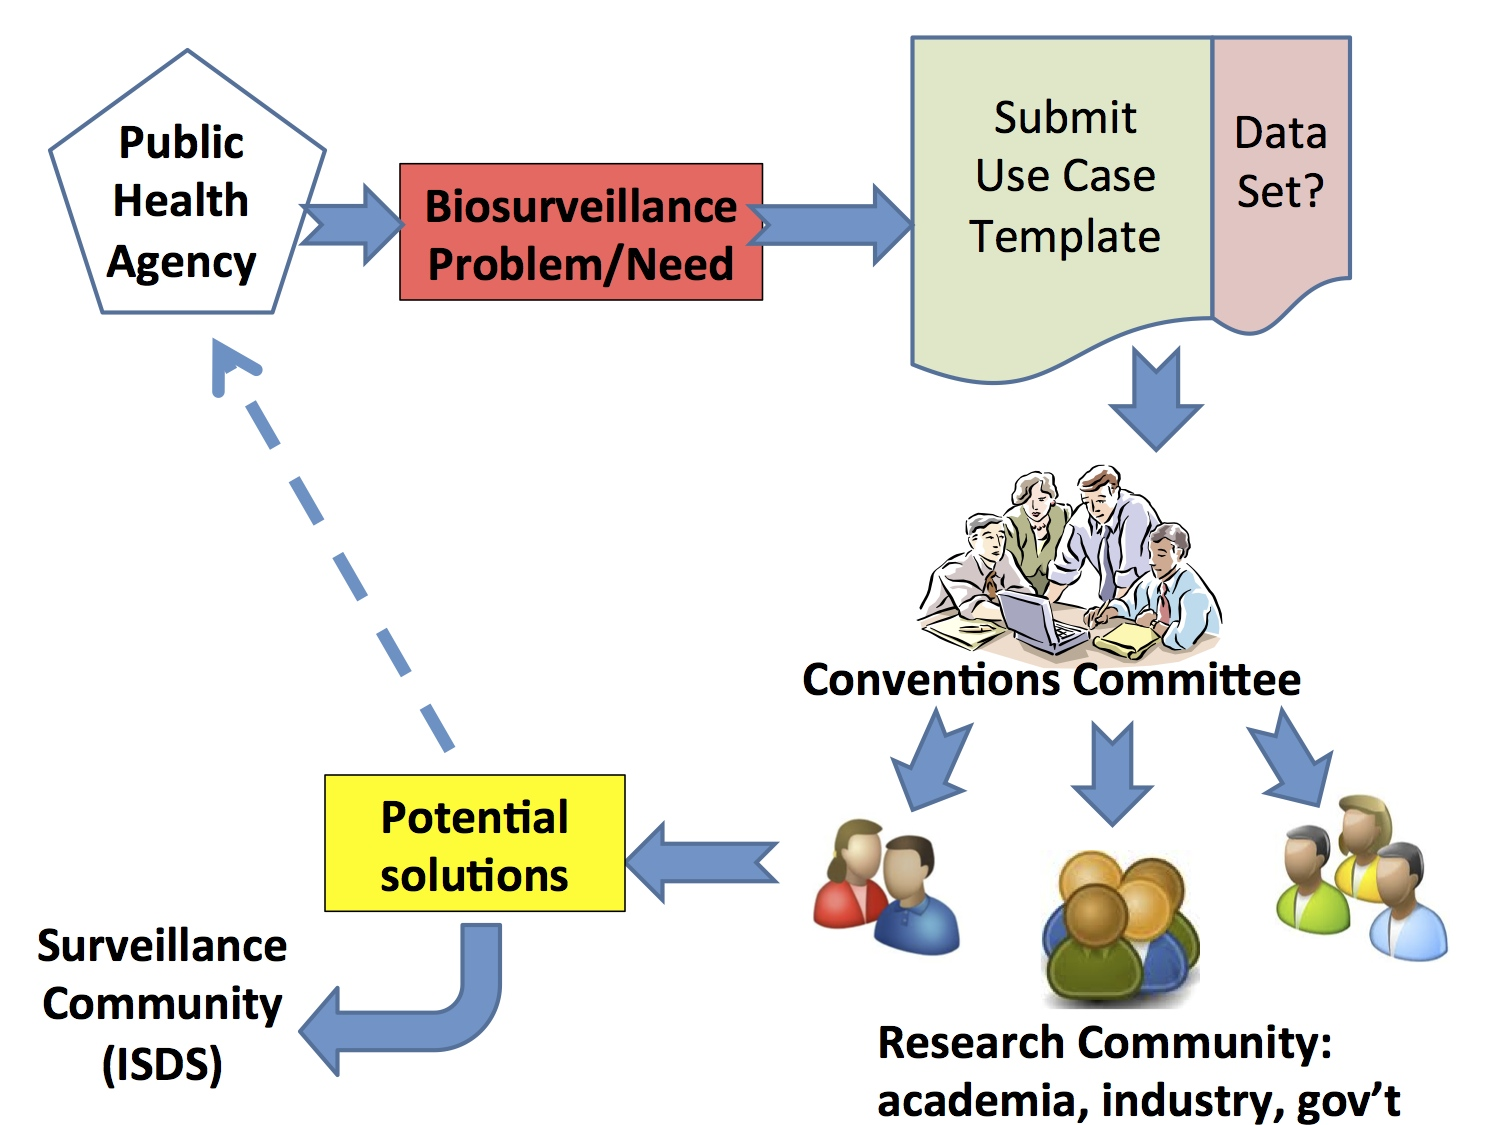 Public
Health
Agency
Biosurveillance
Problem/Need
Submit
Use Case
Template
Data
Set?
Conventions Committee
Potential
solutions
Surveillance
Community
(ISDS)
Research Community:
academia, industry, gov’t